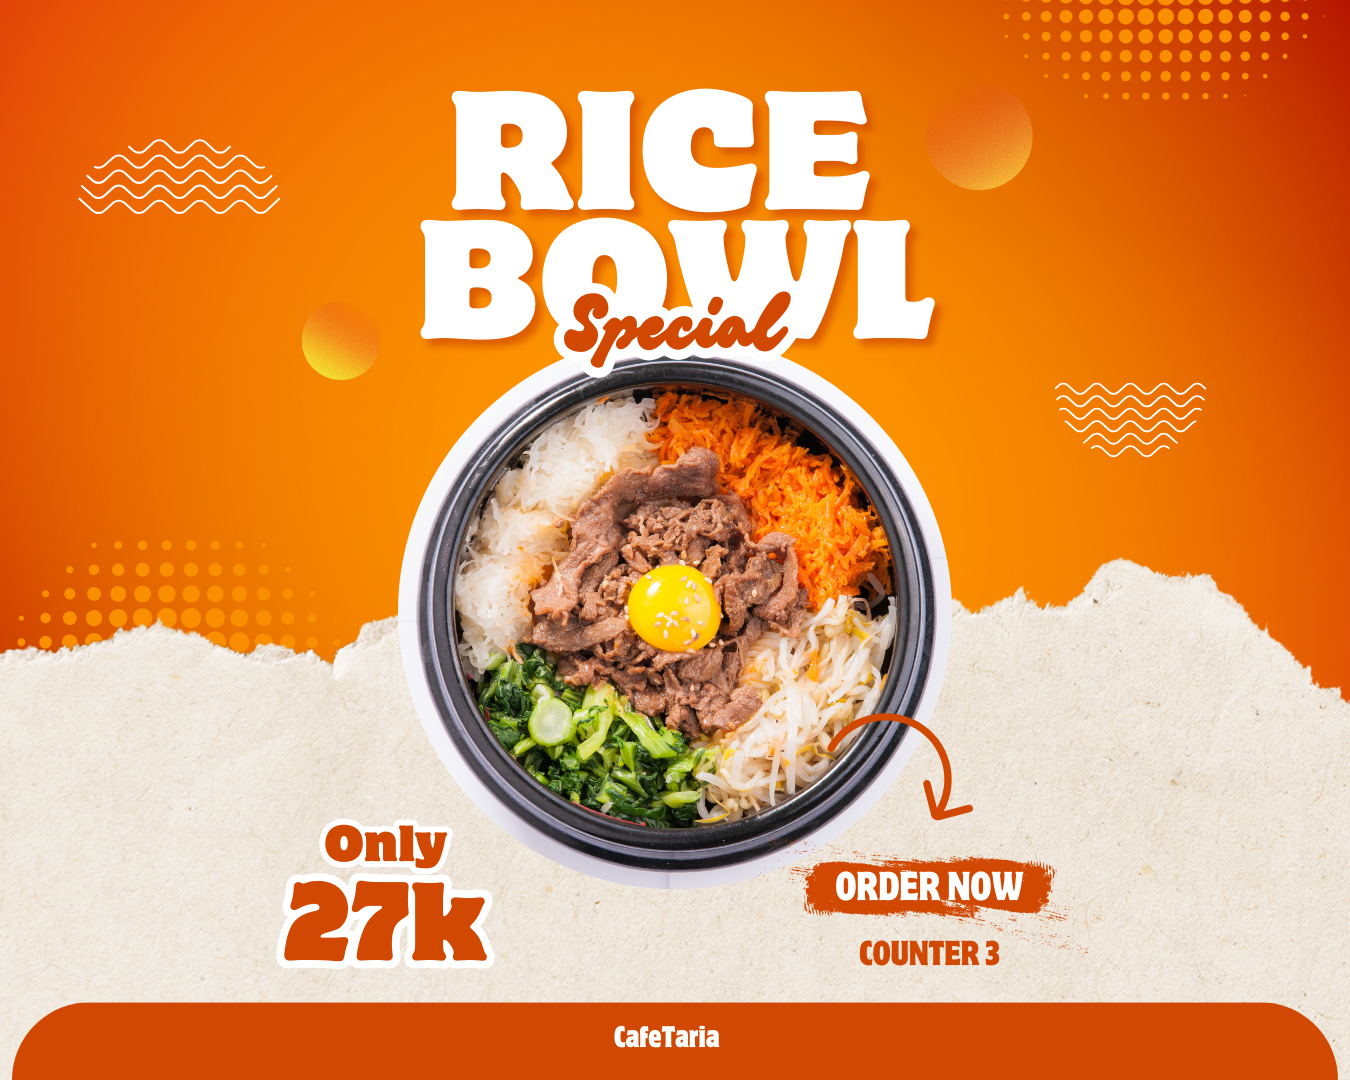 RICE
BOWL
Special
Only
27k
ORDER NOW
COUNTER 3
CafeTaria